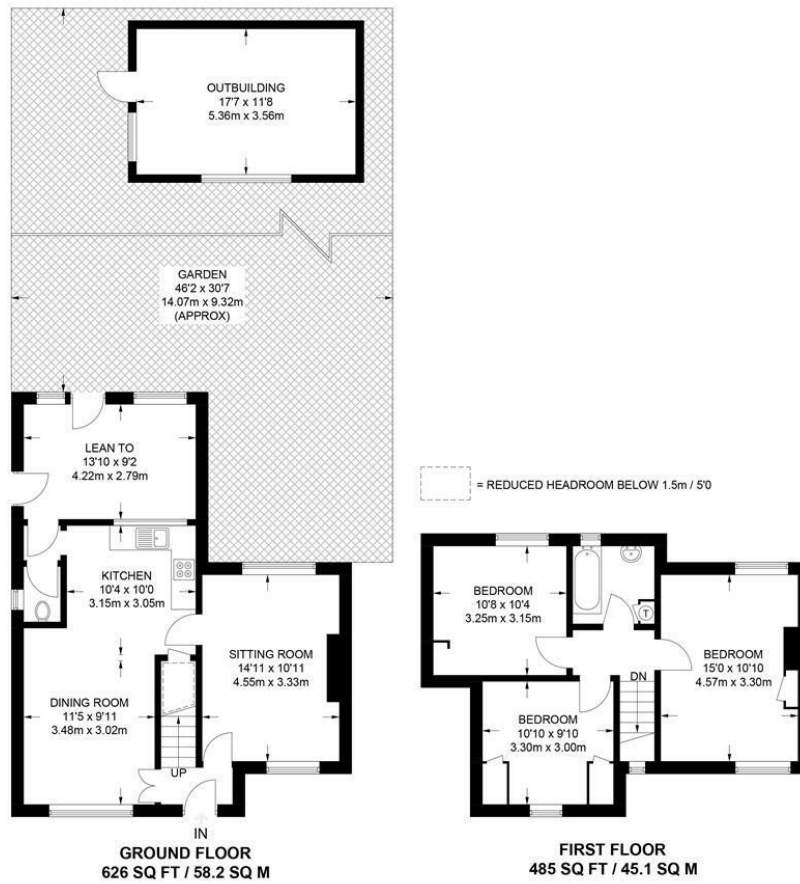 OUTBUILDING
17'7 x 11'8
5.36m x 3.56m
GARDEN
46'2 x 30'7
14.07m x 9.32m
(APPROX)
LEAN TO
13'10 x 9'2
4.22m x 2.79m
KITCHEN
10'4 x 10'0
3.15m x 3.05m
SITTING ROOM
14'11 x 10'11
4.55m x 3.33m
DINING ROOM
11'5 x 9'11
3.48m x 3.02m
UP
IN
GROUND FLOOR
626 SQ FT / 58.2 SQ M
= REDUCED HEADROOM BELOW 1.5m / 5'0
BEDROOM
10'8 x 10'4
3.25m x 3.15m
T
BEDROOM
15'0 x 10'10
4.57m x 3.30m
DN
BEDROOM
10'10 x 9'10
3.30m x 3.00m
FIRST FLOOR
485 SQ FT / 45.1 SQ M